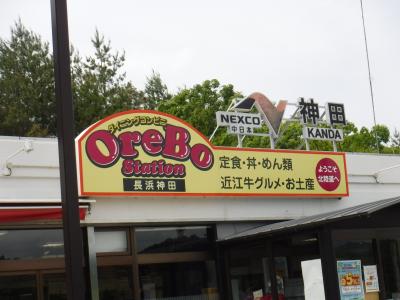 NEXCO
中日本
神田
KANDA
ダイニングコンビニ
OreBo
Station
長浜神田
定食・丼・めん類
近江牛グルメ・お土産
ようこそ
北陸道へ